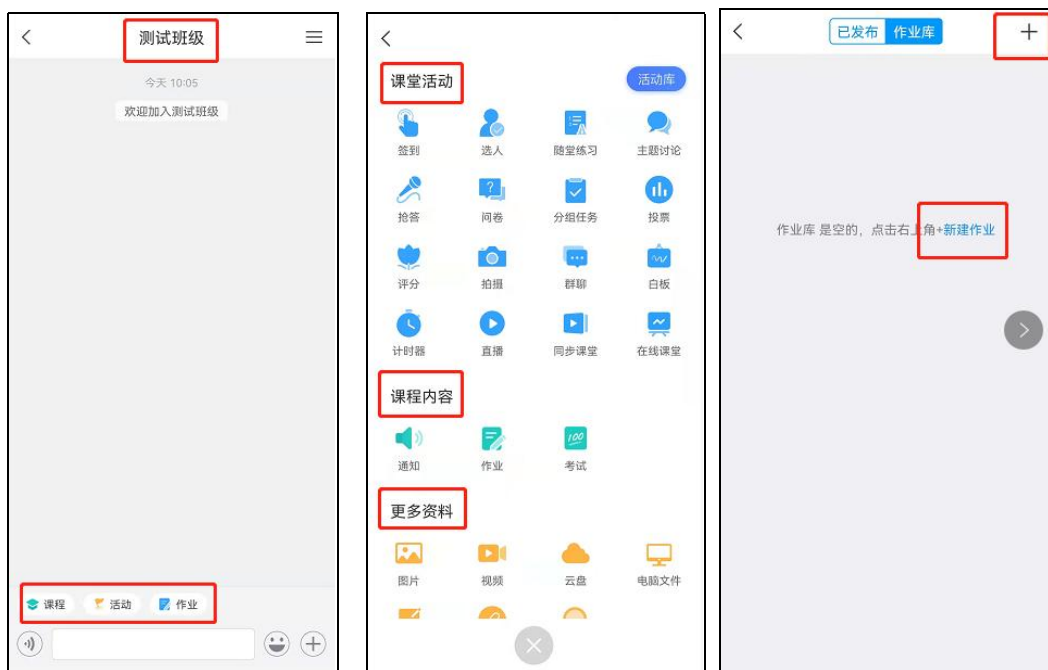 测试班级
今天 10:05
欢迎加入测试班级
课程 活动 作业
课堂活动 活动库
签到 选人 随堂练习 主题讨论
抢答 问卷 分组任务 投票
评分 拍摄 群聊 白板
计时器 直播 同步课堂 在线课堂
课程内容
100
通知 作业 考试
更多资料
图片 视频 云盘 电脑文件
已发布 作业库
作业库 是空的，点击右上角+新建作业